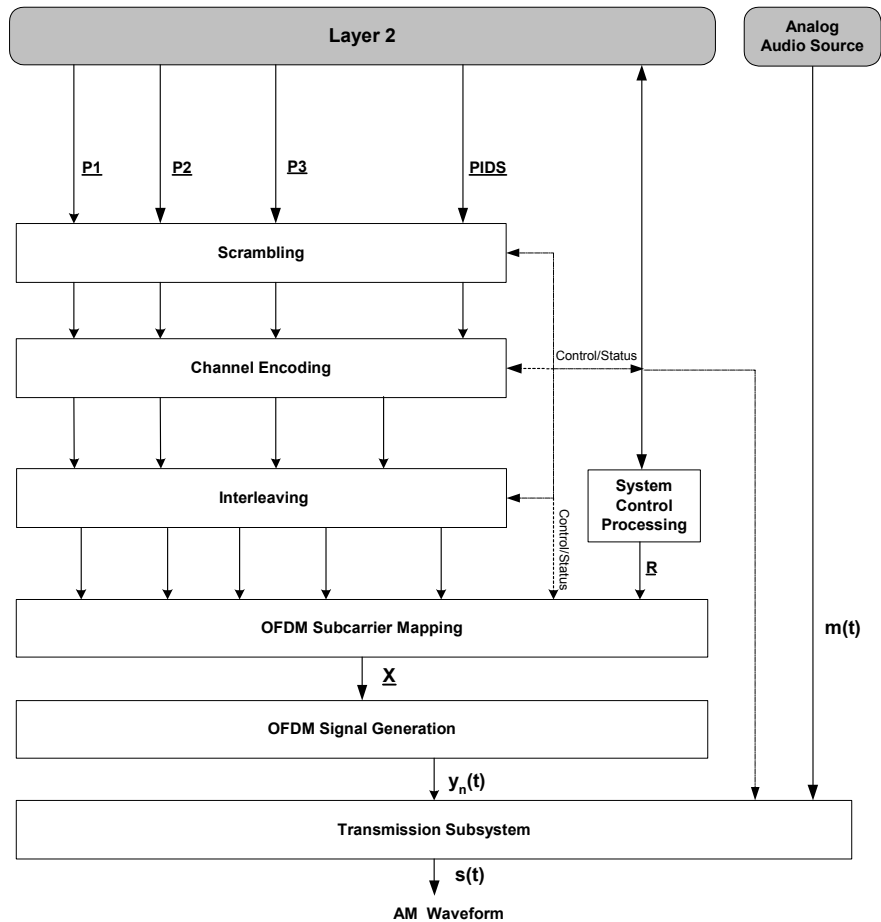 Layer 2
Analog
Audio Source
P1
P2
P3
PIDS
Scrambling
Control/Status
Channel Encoding
Interleaving
System
Control
Processing
Control/Status
R
OFDM Subcarrier Mapping
m(t)
X
OFDM Signal Generation
yn(t)
Transmission Subsystem
s(t)
AM Waveform